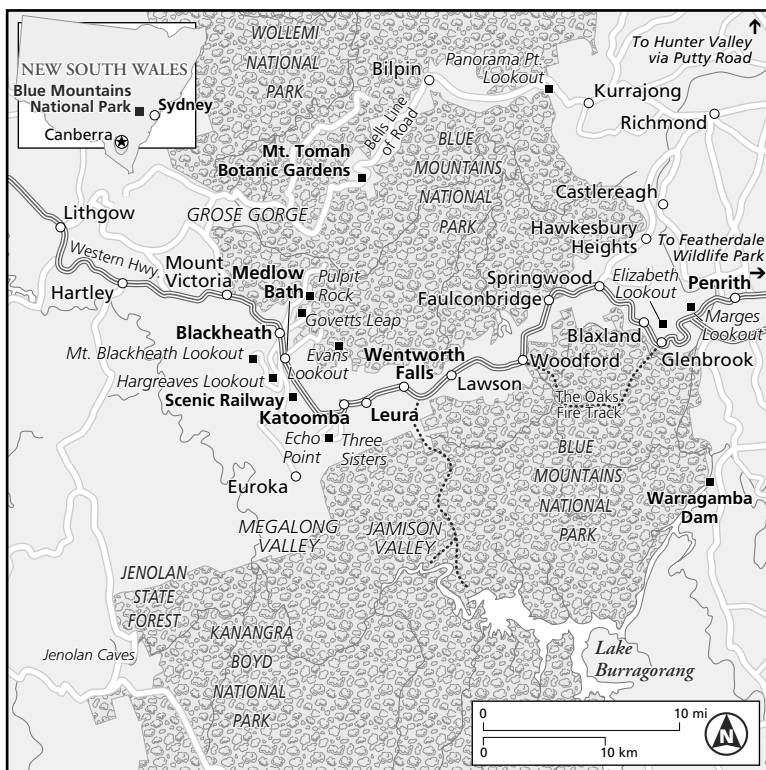 WOLLEMI
NATIONAL
PARK
To Hunter Valley
via Putty Road
NEW SOUTH WALES
Blue Mountains
National Park
Sydney
Canberra
Panorama Pt.
Lookout
Bilpin
Kurrajong
Richmond
Bells Line
of Road
Mt. Tomah
Botanic Gardens
BLUE
MOUNTAINS
NATIONAL
PARK
Castlereagh
Lithgow
GROSE GORGE
Hawkesbury
Heights
To Featherdale
Wildlife Park
Western Hwy.
Mount
Victoria
Medlow
Bath
Pulpit
Rock
Springwood
Elizabeth
Lookout
Penrith
Hartley
Faulconbridge
Govetts Leap
Marges
Lookout
Blackheath
Blaxland
Glenbrook
Mt. Blackheath Lookout
Evans
Lookout
Wentworth
Falls
Woodford
Hargreaves Lookout
Lawson
Scenic Railway
Katoomba
Leura
The Oaks
Fire Track
Echo
Point
Three
Sisters
BLUE
MOUNTAINS
NATIONAL
PARK
Euroka
Warragamba
Dam
MEGALONG
VALLEY
JAMISON
VALLEY
JENOLAN
STATE
FOREST
KANANGRA
BOYD
NATIONAL
PARK
Jenolan Caves
Lake
Burragorang
0 10 mi
0 10 km
N